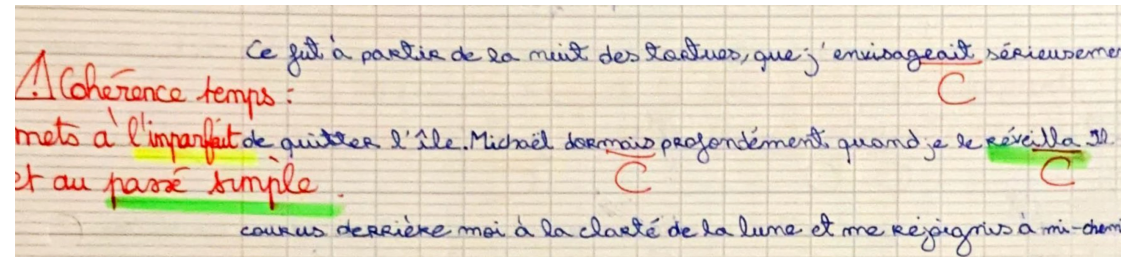 Ce fut à partir de la nuit des tortues, que j'envisageait sérieuseme
⚠ Cohérence temps :
C
mets à l'imparfait de quitter l'île. Michaël dormais profondément quand je le réveilla Il
et au passé simple.
C C
courus derrière moi à la clarté de la lune et me rejoignis à mi-chemi